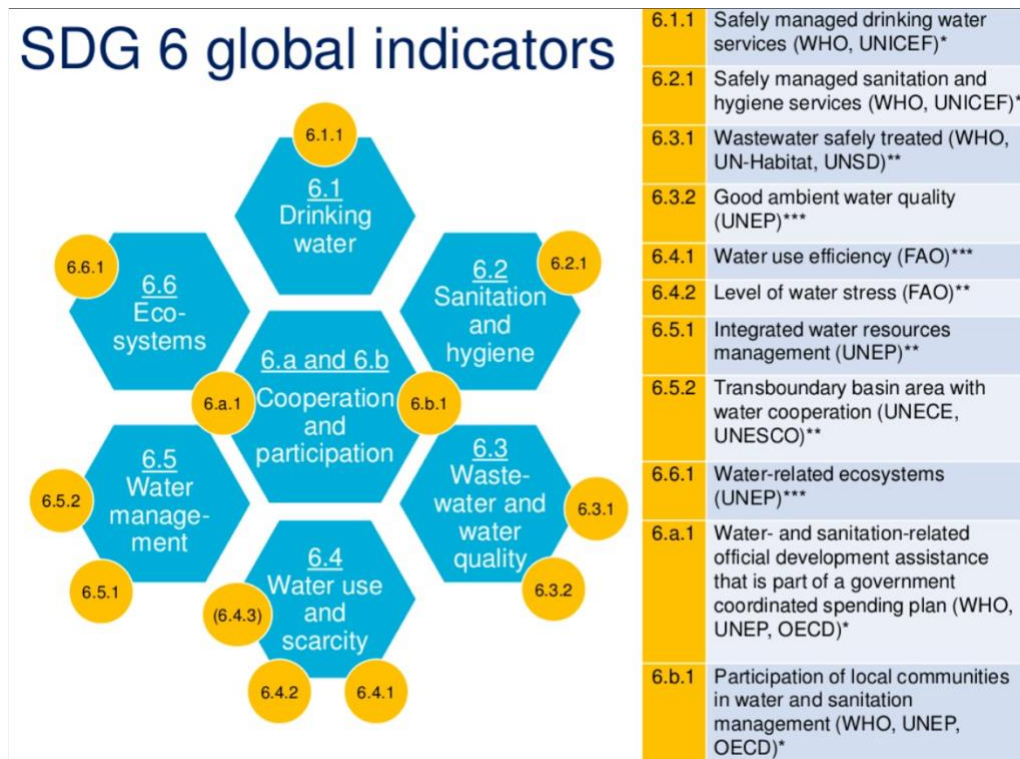 SDG 6 global indicators
6.1.1
6.1
Drinking
water
6.6.1
6.6
Eco-
systems
6.2.1
6.2
Sanitation
and
hygiene
6.a and 6.b
Cooperation
and
participation
6.a.1
6.b.1
6.5
Water
manage-
ment
6.5.2
6.5.1
6.3
Waste-
water and
water
quality
6.3.1
6.3.2
6.4
Water use
and
scarcity
(6.4.3)
6.4.2
6.4.1
6.1.1 Safely managed drinking water
services (WHO, UNICEF)*
6.2.1 Safely managed sanitation and
hygiene services (WHO, UNICEF)*
6.3.1 Wastewater safely treated (WHO,
UN-Habitat, UNSD)**
6.3.2 Good ambient water quality
(UNEP)***
6.4.1 Water use efficiency (FAO)***
6.4.2 Level of water stress (FAO)**
6.5.1 Integrated water resources
management (UNEP)**
6.5.2 Transboundary basin area with
water cooperation (UNECE,
UNESCO)**
6.6.1 Water-related ecosystems
(UNEP)***
6.a.1 Water- and sanitation-related
official development assistance
that is part of a government
coordinated spending plan (WHO,
UNEP, OECD)*
6.b.1 Participation of local communities
in water and sanitation
management (WHO, UNEP,
OECD)*